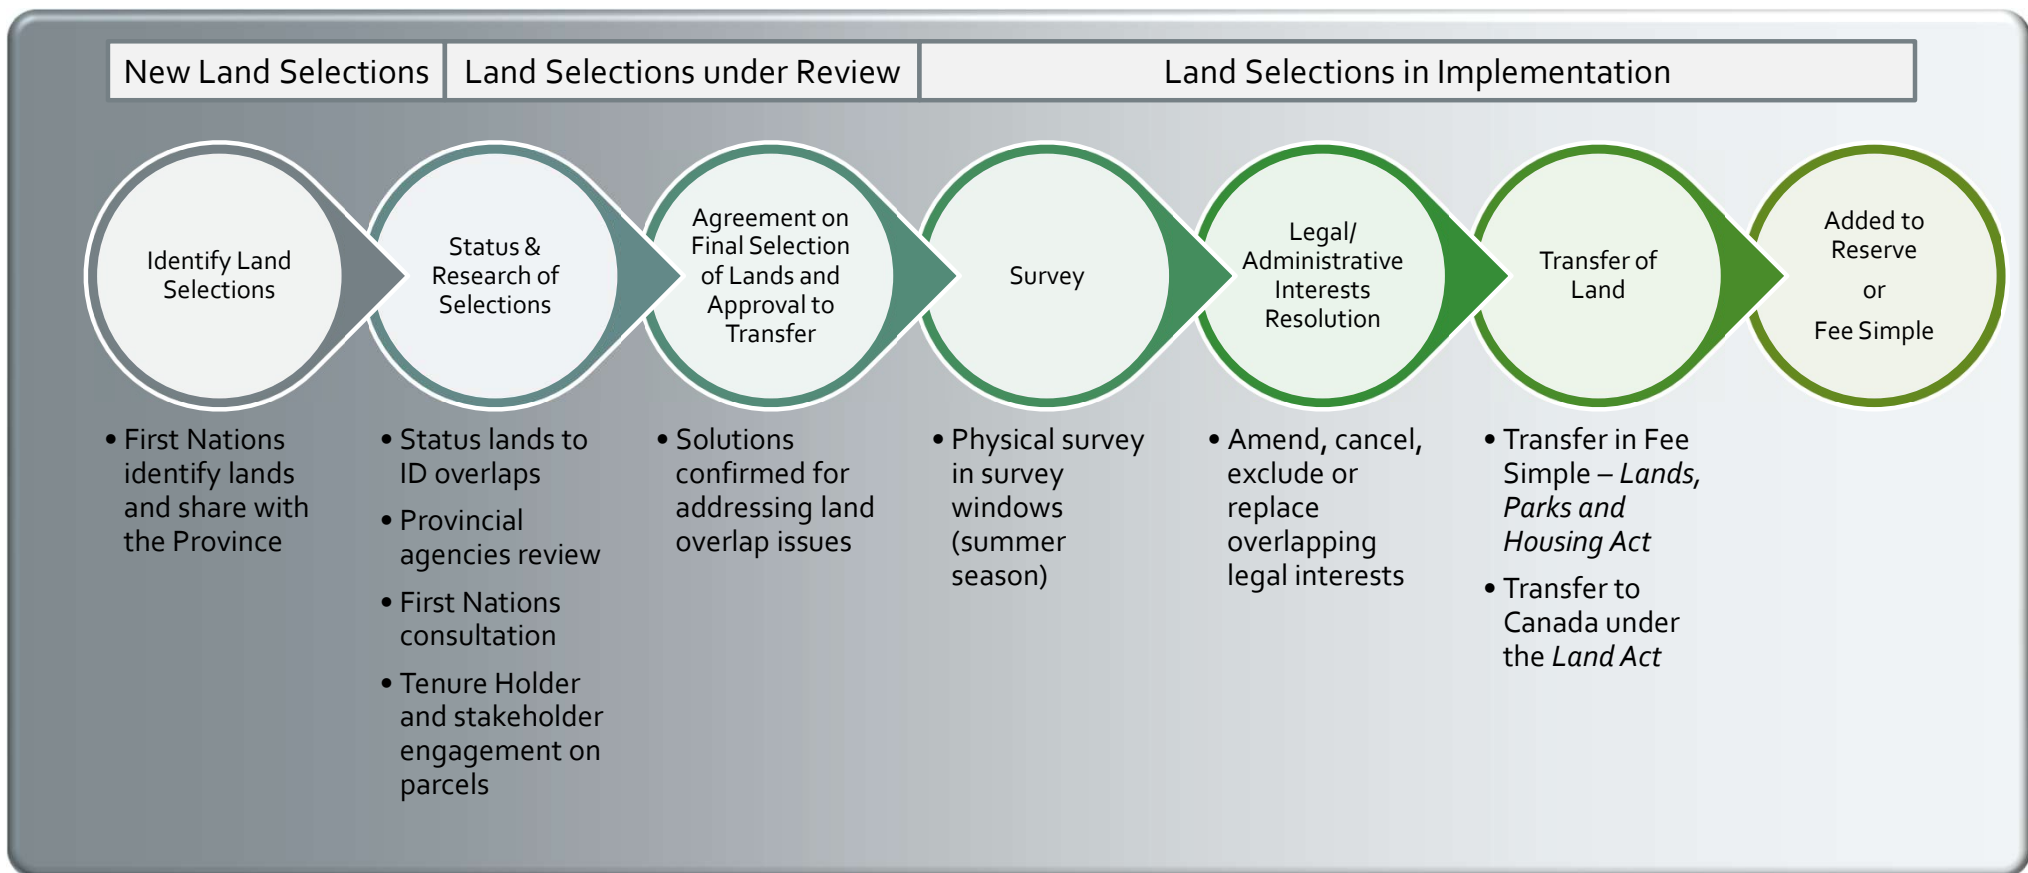 New Land Selections
Land Selections under Review
Land Selections in Implementation
Identify Land
Selections
Status &
Research of
Selections
Agreement on
Final Selection
of Lands and
Approval to
Transfer
Survey
Legal/
Administrative
Interests
Resolution
Transfer of
Land
Added to
Reserve
or
Fee Simple
• First Nations
identify lands
and share with
the Province
• Status lands to
ID overlaps
• Provincial
agencies review
• First Nations
consultation
• Tenure Holder
and stakeholder
engagement on
parcels
• Solutions
confirmed for
addressing land
overlap issues
• Physical survey
in survey
windows
(summer
season)
• Amend, cancel,
exclude or
replace
overlapping
legal interests
• Transfer in Fee
Simple – Lands,
Parks and
Housing Act
• Transfer to
Canada under
the Land Act